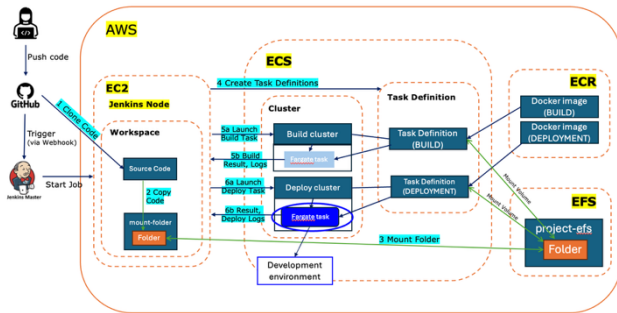 AWS
Push code
GitHub
Trigger
(via Webhook)
Jenkins Master
Start Job
1 Clone Code
EC2
Jenkins Node
Workspace
Source Code
2 Copy
Code
mount-folder
Folder
ECS
4 Create Task Definitions
Cluster
5a Launch
Build Task
Build cluster
Fargate task
5b Build
Result, Logs
6a Launch
Deploy Task
Deploy cluster
Fargate task
6b Result,
Deploy Logs
Development
environment
Task Definition
Task Definition
(BUILD)
Task Definition
(DEPLOYMENT)
3 Mount Folder
ECR
Docker image
(BUILD)
Docker image
(DEPLOYMENT)
Mount Volume
Mount Volume
EFS
project-efs
Folder